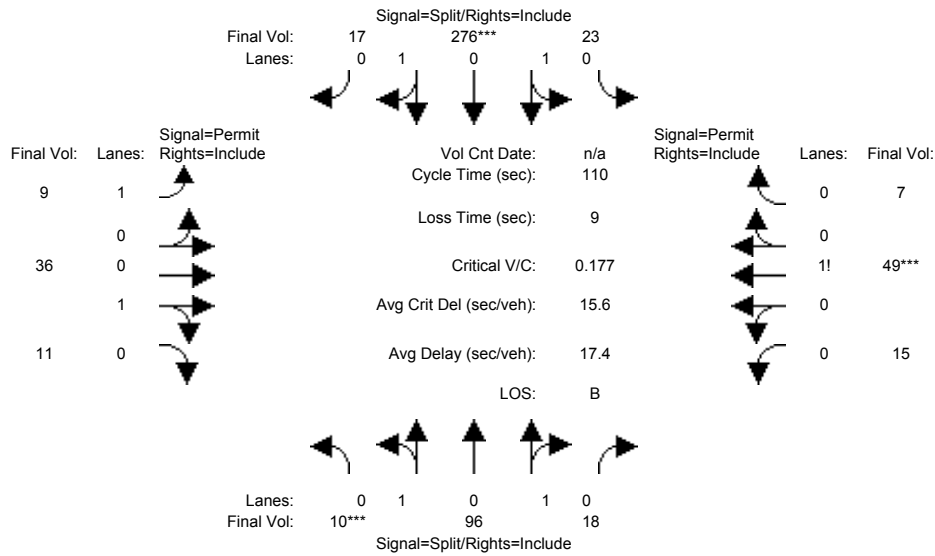 Signal=Split/Rights=Include
Final Vol: 17 276*** 23
Lanes: 0 1 0 1 0
Signal=Permit Signal=Permit
Final Vol: Lanes: Rights=Include Vol Cnt Date: n/a Rights=Include Lanes: Final Vol:
Cycle Time (sec): 110
9 1 0 7
Loss Time (sec): 9
0 0
36 0 Critical V/C: 0.177 1! 49***
1 Avg Crit Del (sec/veh): 15.6 0
11 0 Avg Delay (sec/veh): 17.4 0 15
LOS: B
Lanes: 0 1 0 1 0
Final Vol: 10*** 96 18
Signal=Split/Rights=Include